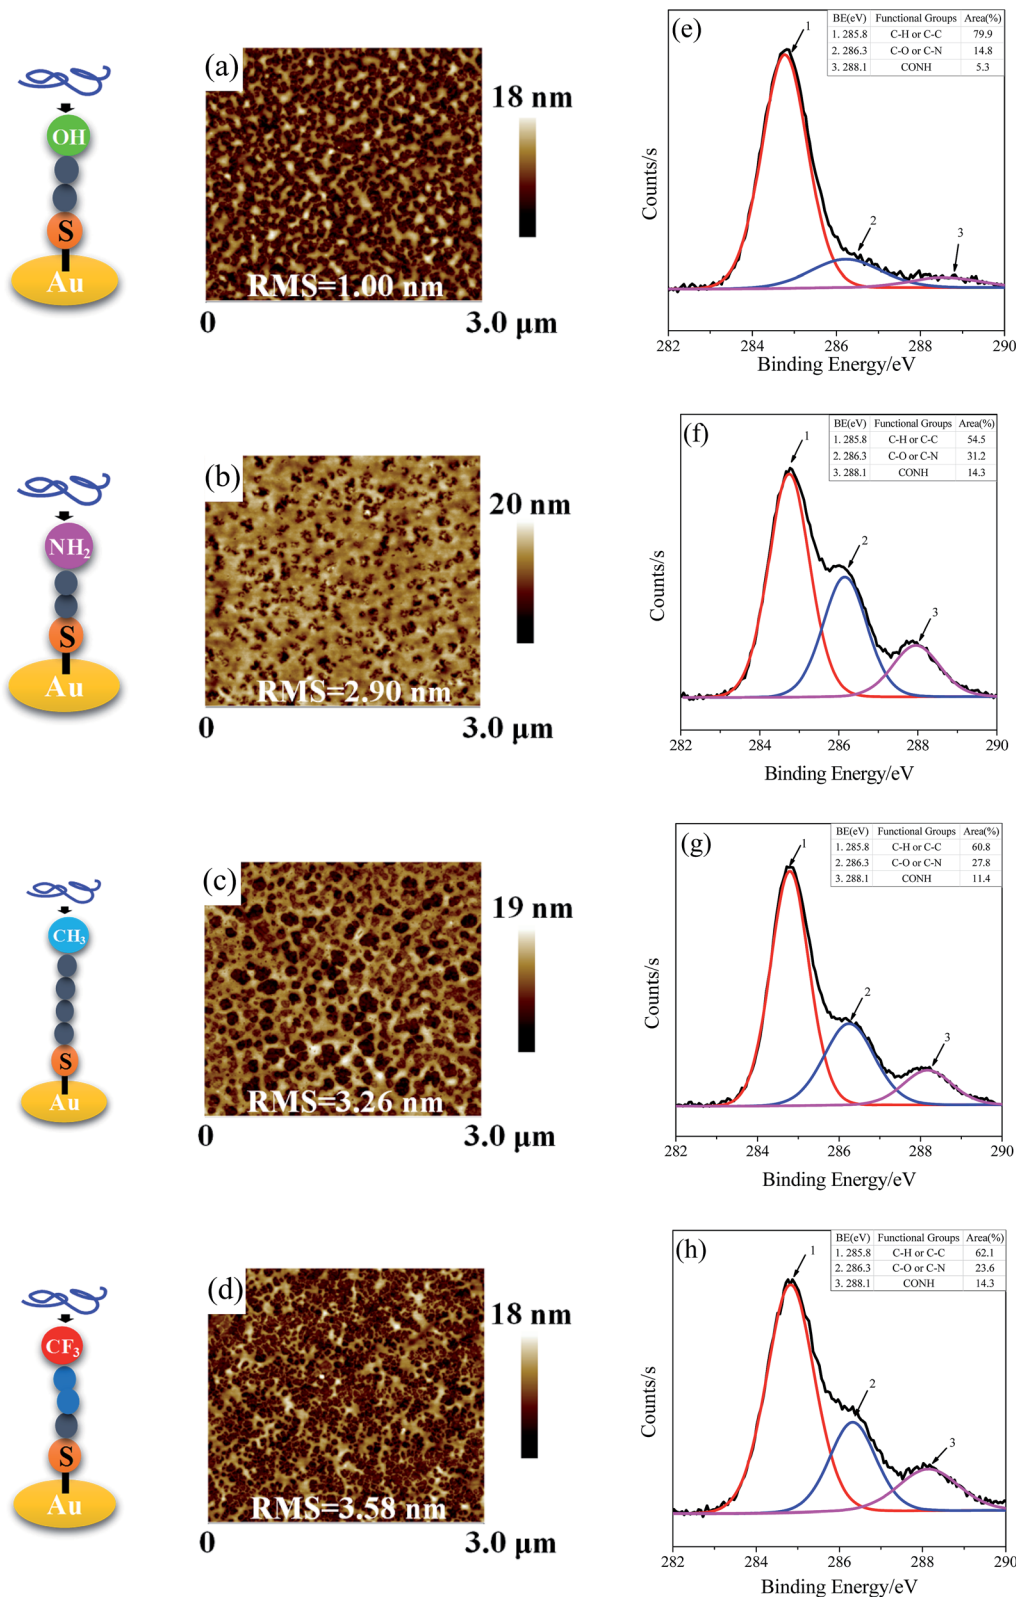 (a)
OH
S
Au
18 nm
RMS=1.00 nm
0
3.0 μm
(e)
BE(eV) Functional Groups Area(%)
1. 285.8 C-H or C-C 79.9
2. 286.3 C-O or C-N 14.8
3. 288.1 CONH 5.3
1
2
3
Counts/s
282 284 286 288 290
Binding Energy/eV
(b)
NH2
S
Au
20 nm
RMS=2.90 nm
0
3.0 μm
(f)
BE(eV) Functional Groups Area(%)
1. 285.8 C-H or C-C 54.5
2. 286.3 C-O or C-N 31.2
3. 288.1 CONH 14.3
1
2
3
Counts/s
282 284 286 288 290
Binding Energy/eV
(c)
CH3
S
Au
19 nm
RMS=3.26 nm
0
3.0 μm
(g)
BE(eV) Functional Groups Area(%)
1. 285.8 C-H or C-C 60.8
2. 286.3 C-O or C-N 27.8
3. 288.1 CONH 11.4
1
2
3
Counts/s
282 284 286 288 290
Binding Energy/eV
(d)
CF3
S
Au
18 nm
RMS=3.58 nm
0
3.0 μm
(h)
BE(eV) Functional Groups Area(%)
1. 285.8 C-H or C-C 62.1
2. 286.3 C-O or C-N 23.6
3. 288.1 CONH 14.3
1
2
3
Counts/s
282 284 286 288 290
Binding Energy/eV